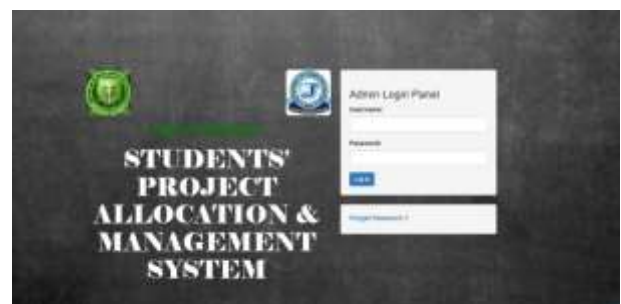 STUDENTS'
PROJECT
ALLOCATION &
MANAGEMENT
SYSTEM
Admin Login Panel
Username
Password
Log in
Forgot Password ?